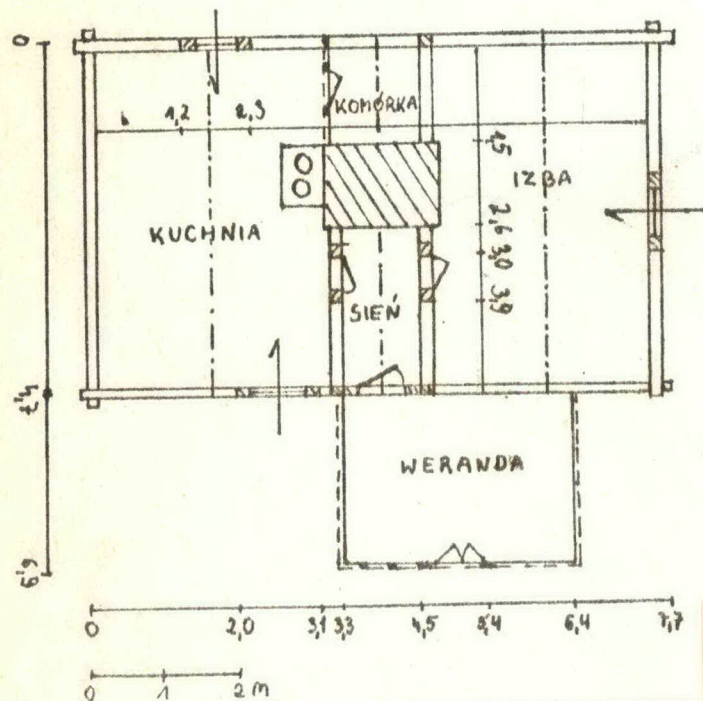 0
KOMÓRKA
1,2 2,3
1,5
IZBA
2,6
3,0
3,9
KUCHNIA
SIEŃ
4,7
WERANDA
6,9
0 2,0 3,1 3,3 4,5 5,4 6,4 7,7
0 1 2 m